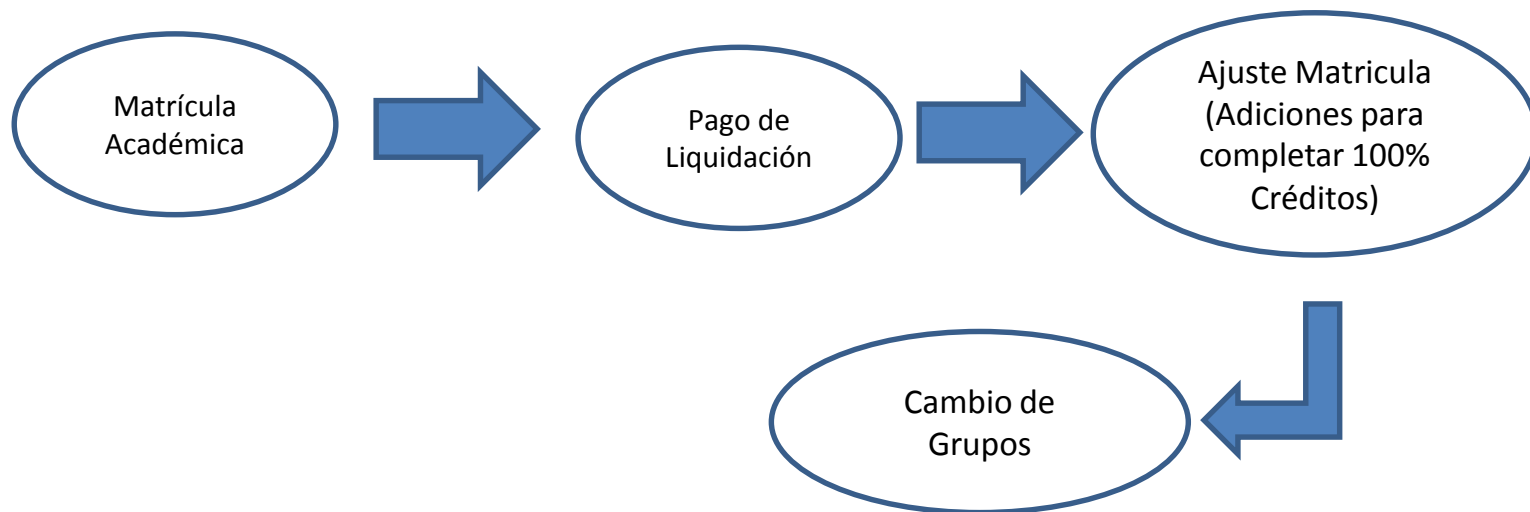 Matrícula
Académica
Pago de
Liquidación
Ajuste Matricula
(Adiciones para
completar 100%
Créditos)
Cambio de
Grupos